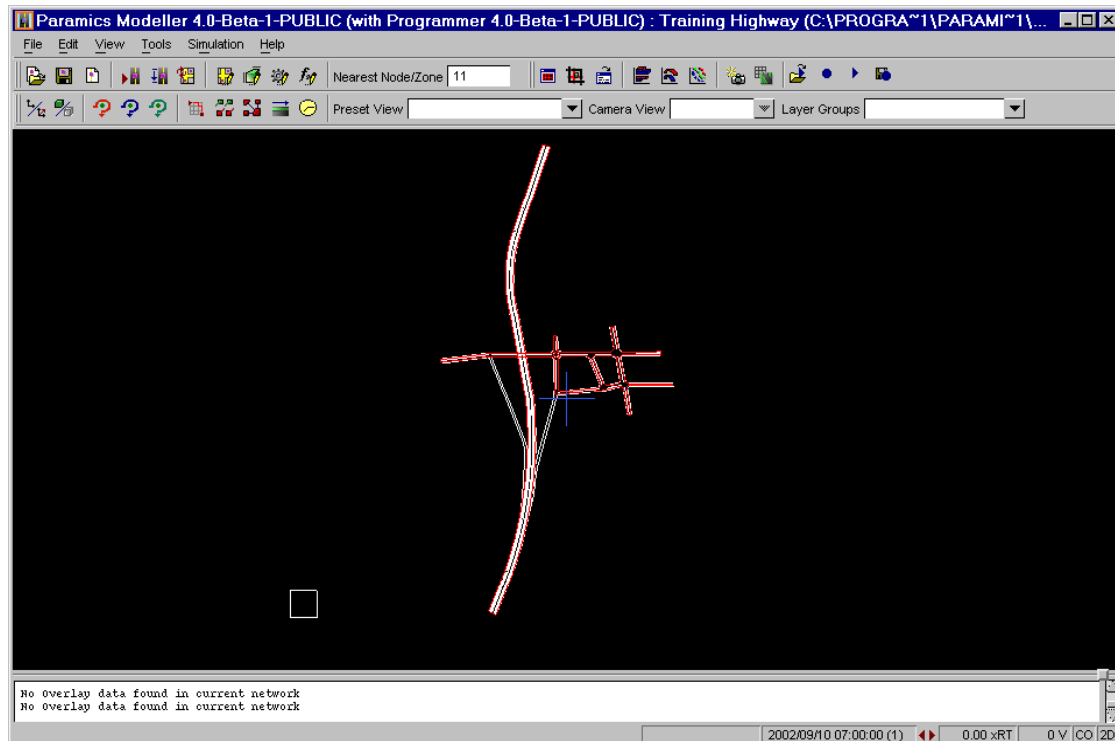 Paramics Modeller 4.0-Beta-1-PUBLIC (with Programmer 4.0-Beta-1-PUBLIC) : Training Highway (C:\PROGRA~1\PARAMI~1\...
File Edit View Tools Simulation Help
Nearest Node/Zone 11
Preset View Camera View Layer Groups
No Overlay data found in current network
No Overlay data found in current network
2002/09/10 07:00:00 (1) 0.00 xRT 0 V CO 2D